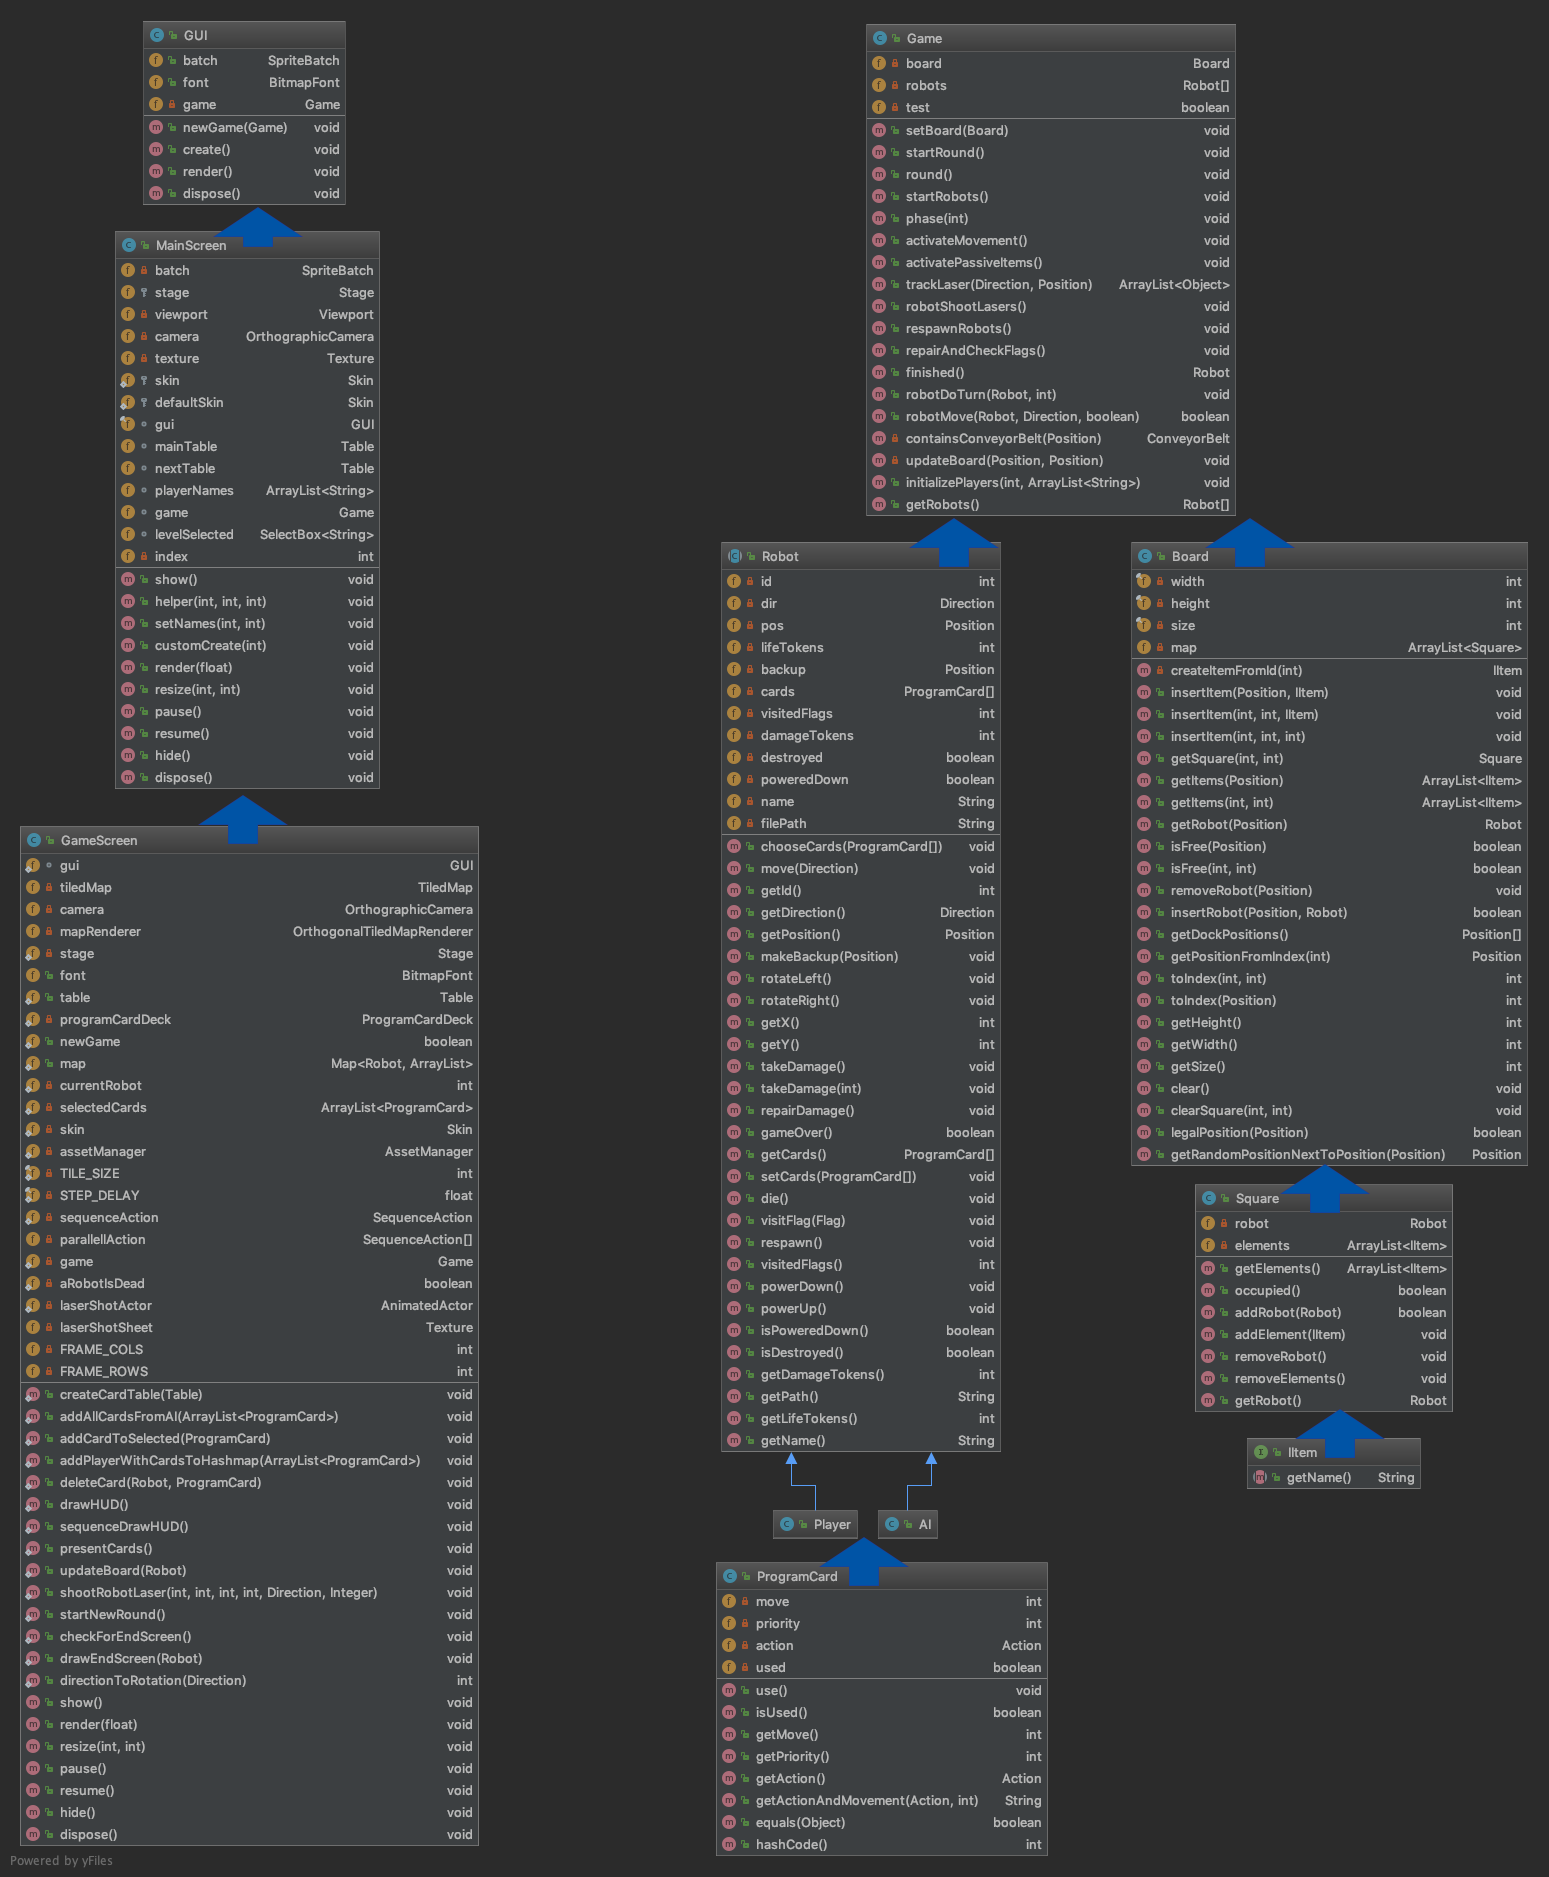 GUI
batch SpriteBatch
font BitmapFont
game Game
newGame(Game) void
create() void
render() void
dispose() void
MainScreen
batch SpriteBatch
stage Stage
viewport Viewport
camera OrthographicCamera
texture Texture
skin Skin
defaultSkin Skin
gui GUI
mainTable Table
nextTable Table
playerNames ArrayList<String>
game Game
levelSelected SelectBox<String>
index int
show() void
helper(int, int, int) void
setNames(int, int) void
customCreate(int) void
render(float) void
resize(int, int) void
pause() void
resume() void
hide() void
dispose() void
GameScreen
gui GUI
tiledMap TiledMap
camera OrthographicCamera
mapRenderer OrthogonalTiledMapRenderer
stage Stage
font BitmapFont
table Table
programCardDeck ProgramCardDeck
newGame boolean
map Map<Robot, ArrayList>
currentRobot int
selectedCards ArrayList<ProgramCard>
skin Skin
assetManager AssetManager
TILE_SIZE int
STEP_DELAY float
sequenceAction SequenceAction
parallellAction SequenceAction[]
game Game
aRobotIsDead boolean
laserShotActor AnimatedActor
laserShotSheet Texture
FRAME_COLS int
FRAME_ROWS int
createCardTable(Table) void
addAllCardsFromAI(ArrayList<ProgramCard>) void
addCardToSelected(ProgramCard) void
addPlayerWithCardsToHashmap(ArrayList<ProgramCard>) void
deleteCard(Robot, ProgramCard) void
drawHUD() void
sequenceDrawHUD() void
presentCards() void
updateBoard(Robot) void
shootRobotLaser(int, int, int, int, Direction, Integer) void
startNewRound() void
checkForEndScreen() void
drawEndScreen(Robot) void
directionToRotation(Direction) int
show() void
render(float) void
resize(int, int) void
pause() void
resume() void
hide() void
dispose() void
Powered by yFiles
Game
board Board
robots Robot[]
test boolean
setBoard(Board) void
startRound() void
round() void
startRobots() void
phase(int) void
activateMovement() void
activatePassiveItems() void
trackLaser(Direction, Position) ArrayList<Object>
robotShootLasers() void
respawnRobots() void
repairAndCheckFlags() void
finished() Robot
robotDoTurn(Robot, int) void
robotMove(Robot, Direction, boolean) boolean
containsConveyorBelt(Position) ConveyorBelt
updateBoard(Position, Position) void
initializePlayers(int, ArrayList<String>) void
getRobots() Robot[]
Robot
id int
dir Direction
pos Position
lifeTokens int
backup Position
cards ProgramCard[]
visitedFlags int
damageTokens int
destroyed boolean
poweredDown boolean
name String
filePath String
chooseCards(ProgramCard[]) void
move(Direction) void
getId() int
getDirection() Direction
getPosition() Position
makeBackup(Position) void
rotateLeft() void
rotateRight() void
getX() int
getY() int
takeDamage() void
takeDamage(int) void
repairDamage() void
gameOver() boolean
getCards() ProgramCard[]
setCards(ProgramCard[]) void
die() void
visitFlag(Flag) void
respawn() void
visitedFlags() int
powerDown() void
powerUp() void
isPoweredDown() boolean
isDestroyed() boolean
getDamageTokens() int
getPath() String
getLifeTokens() int
getName() String
Player
AI
ProgramCard
move int
priority int
action Action
used boolean
use() void
isUsed() boolean
getMove() int
getPriority() int
getAction() Action
getActionAndMovement(Action, int) String
equals(Object) boolean
hashCode() int
Board
width int
height int
size int
map ArrayList<Square>
createItemFromId(int) IItem
insertItem(Position, IItem) void
insertItem(int, int, IItem) void
insertItem(int, int, int) void
getSquare(int, int) Square
getItems(Position) ArrayList<IItem>
getItems(int, int) ArrayList<IItem>
getRobot(Position) Robot
isFree(Position) boolean
isFree(int, int) boolean
removeRobot(Position) void
insertRobot(Position, Robot) boolean
getDockPositions() Position[]
getPositionFromIndex(int) Position
toIndex(int, int) int
toIndex(Position) int
getHeight() int
getWidth() int
getSize() int
clear() void
clearSquare(int, int) void
legalPosition(Position) boolean
getRandomPositionNextToPosition(Position) Position
Square
robot Robot
elements ArrayList<IItem>
getElements() ArrayList<IItem>
occupied() boolean
addRobot(Robot) boolean
addElement(IItem) void
removeRobot() void
removeElements() void
getRobot() Robot
IItem
getName() String